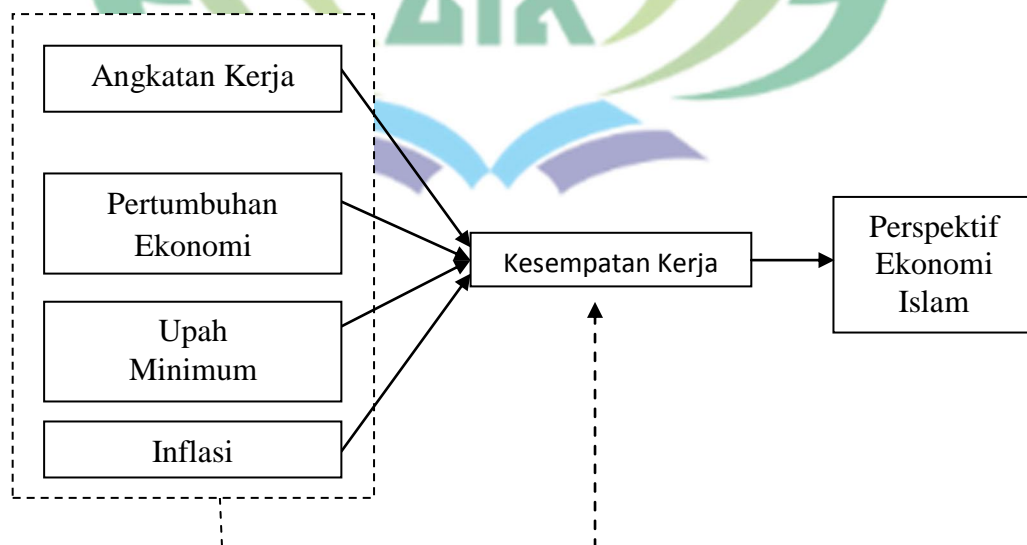 Angkatan Kerja
Pertumbuhan
Ekonomi
Upah
Minimum
Inflasi
Kesempatan Kerja
Perspektif
Ekonomi
Islam